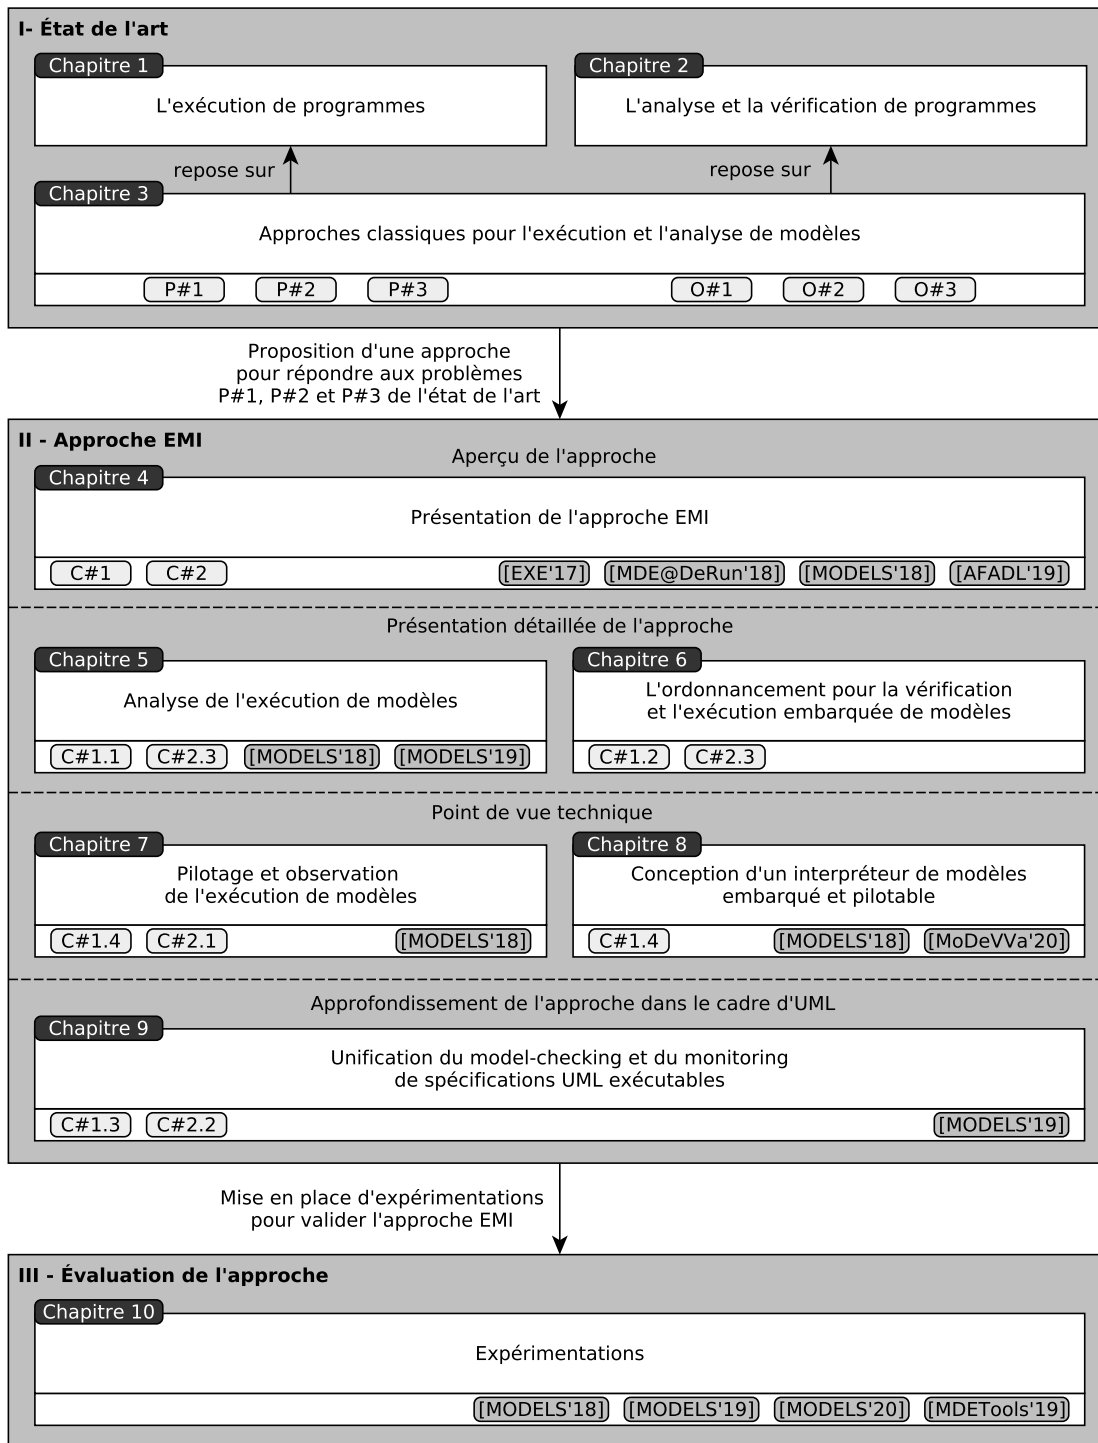 I- État de l'art
Chapitre 1
L'exécution de programmes
Chapitre 2
L'analyse et la vérification de programmes
repose sur
repose sur
Chapitre 3
Approches classiques pour l'exécution et l'analyse de modèles
P#1 P#2 P#3 O#1 O#2 O#3
Proposition d'une approche
pour répondre aux problèmes
P#1, P#2 et P#3 de l'état de l'art
II - Approche EMI
Aperçu de l'approche
Chapitre 4
Présentation de l'approche EMI
C#1 C#2 [EXE'17] [MDE@DeRun'18] [MODELS'18] [AFADL'19]
Présentation détaillée de l'approche
Chapitre 5
Analyse de l'exécution de modèles
C#1.1 C#2.3 [MODELS'18] [MODELS'19]
Chapitre 6
L'ordonnancement pour la vérification
et l'exécution embarquée de modèles
C#1.2 C#2.3
Point de vue technique
Chapitre 7
Pilotage et observation
de l'exécution de modèles
C#1.4 C#2.1 [MODELS'18]
Chapitre 8
Conception d'un interpréteur de modèles
embarqué et pilotable
C#1.4 [MODELS'18] [MoDeVVa'20]
Approfondissement de l'approche dans le cadre d'UML
Chapitre 9
Unification du model-checking et du monitoring
de spécifications UML exécutables
C#1.3 C#2.2 [MODELS'19]
Mise en place d'expérimentations
pour valider l'approche EMI
III - Évaluation de l'approche
Chapitre 10
Expérimentations
[MODELS'18] [MODELS'19] [MODELS'20] [MDETools'19]